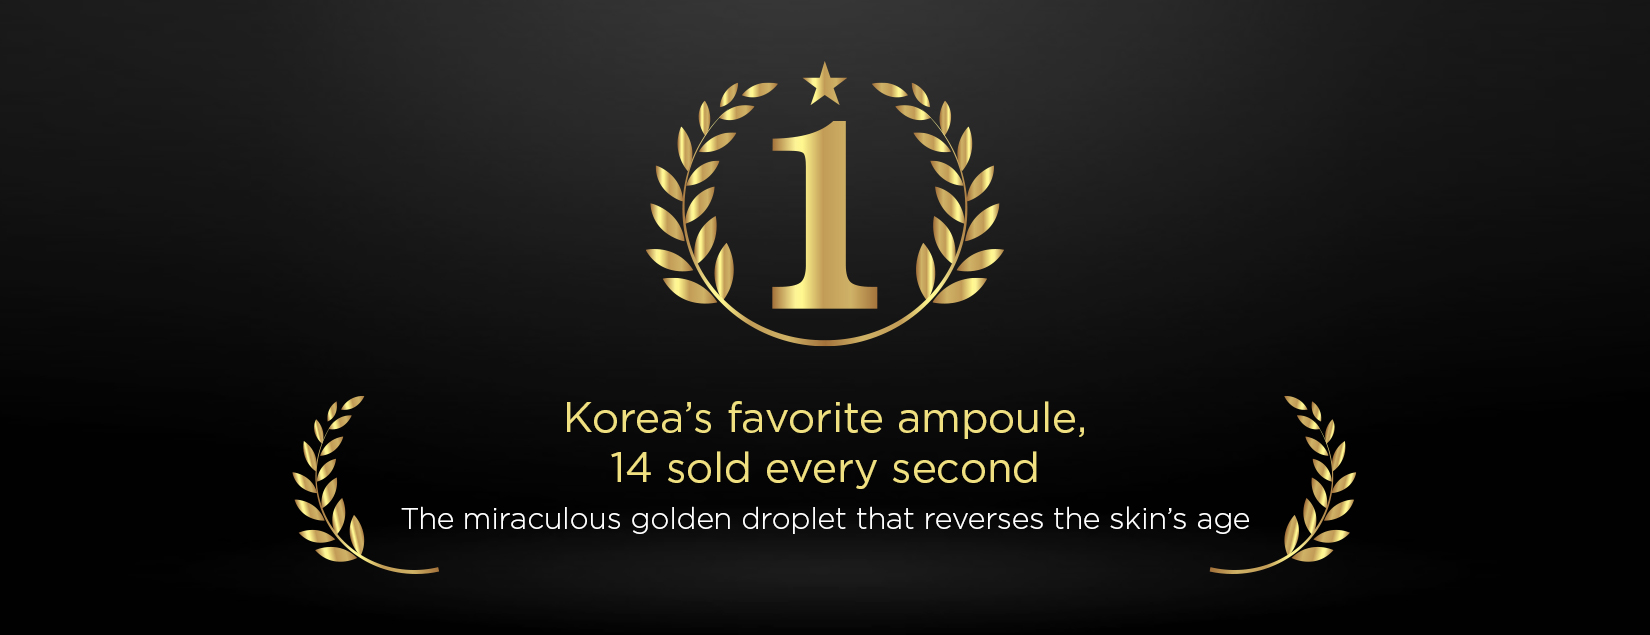 1
Korea’s favorite ampoule,
14 sold every second
The miraculous golden droplet that reverses the skin’s age